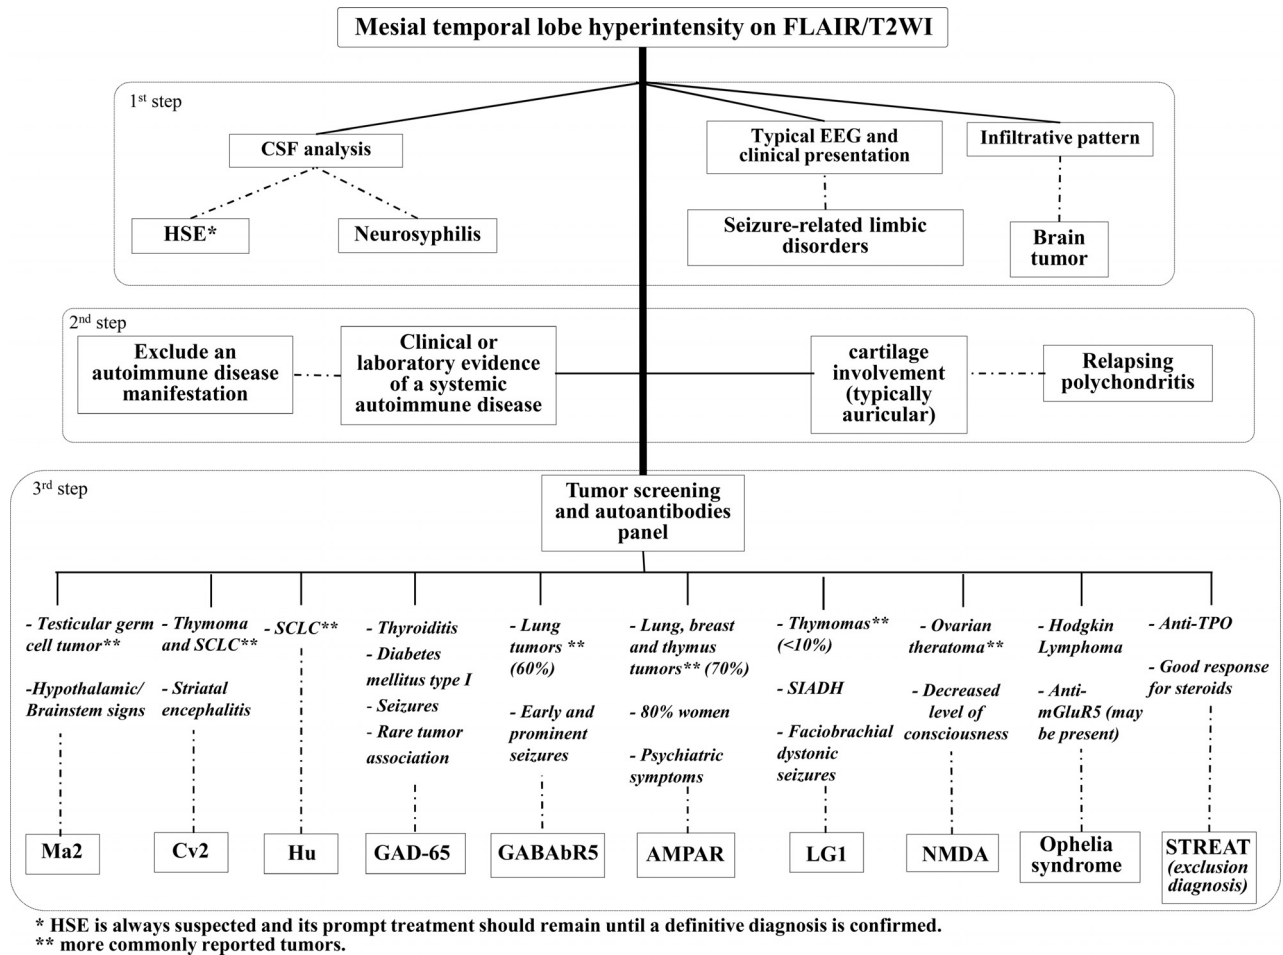 Mesial temporal lobe hyperintensity on FLAIR/T2WI
1st step
CSF analysis
Typical EEG and
clinical presentation
Infiltrative pattern
HSE*
Neurosyphilis
Seizure-related limbic
disorders
Brain
tumor
2nd step
Exclude an
autoimmune disease
manifestation
Clinical or
laboratory evidence
of a systemic
autoimmune disease
cartilage
involvement
(typically
auricular)
Relapsing
polychondritis
3rd step
Tumor screening
and autoantibodies
panel
- Testicular germ
cell tumor**
-Hypothalamic/
Brainstem signs
Ma2
- Thymoma
and SCLC**
- Striatal
encephalitis
Cv2
- SCLC**
Hu
- Thyroiditis
- Diabetes
mellitus type I
- Seizures
- Rare tumor
association
GAD-65
- Lung
tumors **
(60%)
- Early and
prominent
seizures
GABAbR5
- Lung, breast
and thymus
tumors** (70%)
- 80% women
- Psychiatric
symptoms
AMPAR
- Thymomas**
(<10%)
- SIADH
- Faciobrachial
dystonic
seizures
LG1
- Ovarian
theratoma**
- Decreased
level of
consciousness
NMDA
- Hodgkin
Lymphoma
- Anti-
mGluR5 (may
be present)
Ophelia
syndrome
- Anti-TPO
- Good response
for steroids
STREAT
(exclusion
diagnosis)
* HSE is always suspected and its prompt treatment should remain until a definitive diagnosis is confirmed.
** more commonly reported tumors.